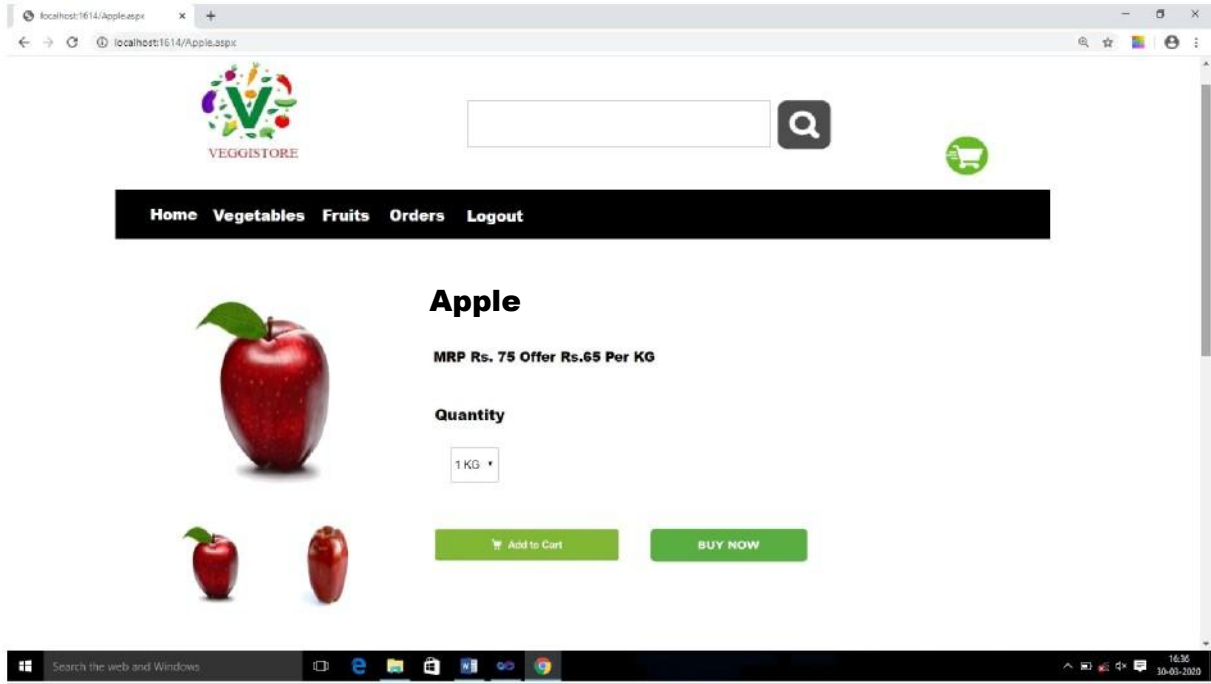 localhost:1614/Apple.aspx
localhost:1614/Apple.aspx
V
VEGGISTORE
Home Vegetables Fruits Orders Logout
Apple
MRP Rs. 75 Offer Rs.65 Per KG
Quantity
1 KG
Add to Cart BUY NOW
Search the web and Windows
16:36
30-03-2020